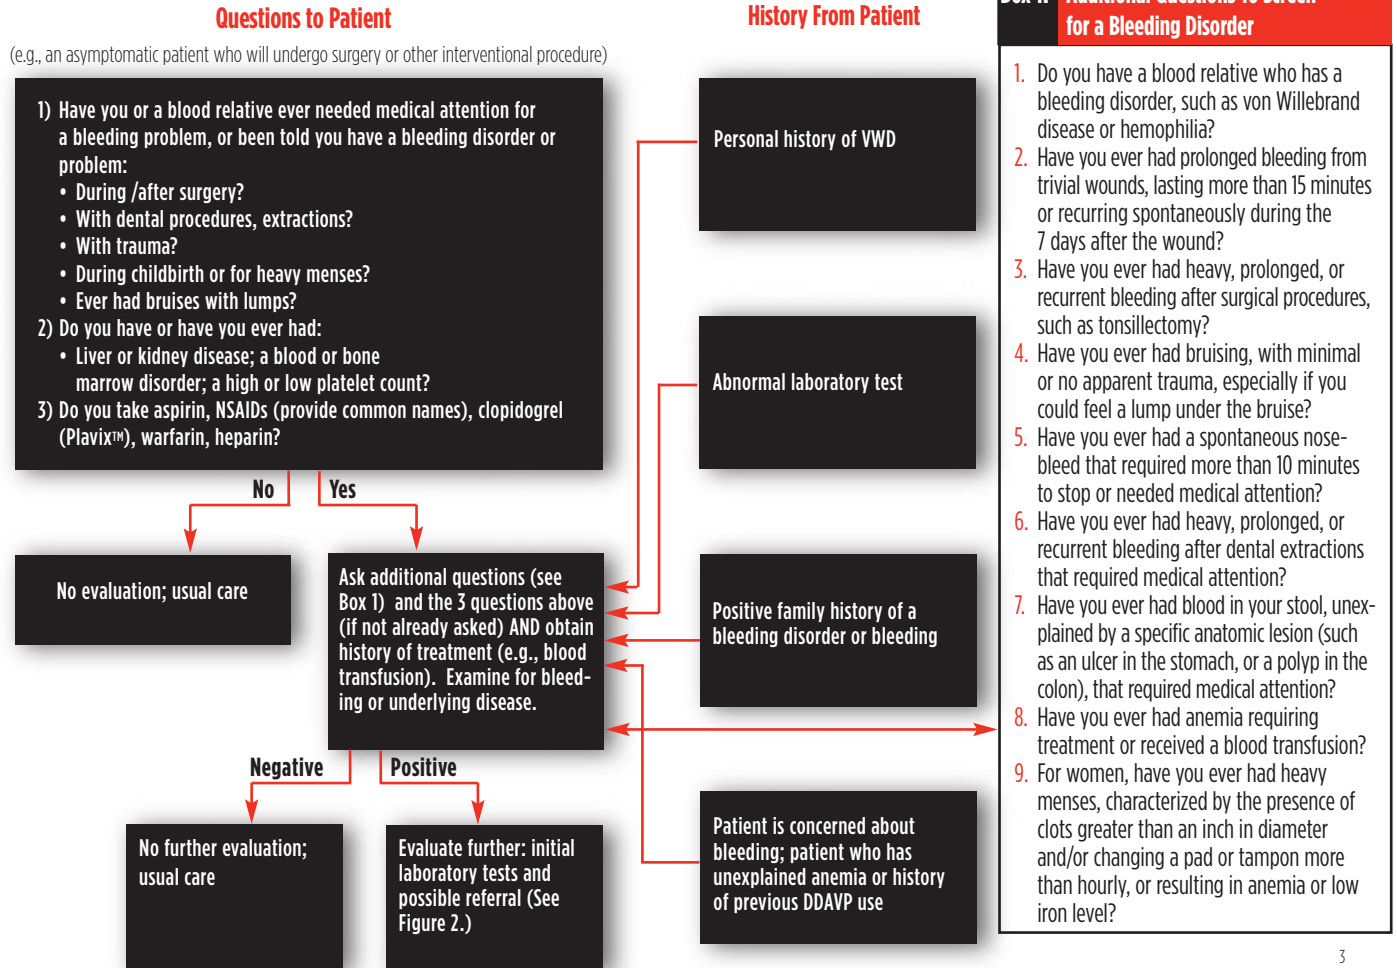 Questions to Patient
(e.g., an asymptomatic patient who will undergo surgery or other interventional procedure)
1) Have you or a blood relative ever needed medical attention for
a bleeding problem, or been told you have a bleeding disorder or
problem:
• During /after surgery?
• With dental procedures, extractions?
• With trauma?
• During childbirth or for heavy menses?
• Ever had bruises with lumps?
2) Do you have or have you ever had:
• Liver or kidney disease; a blood or bone
marrow disorder; a high or low platelet count?
3) Do you take aspirin, NSAIDs (provide common names), clopidogrel
(Plavix™), warfarin, heparin?
No
Yes
No evaluation; usual care
Ask additional questions (see
Box 1)  and the 3 questions above
(if not already asked) AND obtain
history of treatment (e.g., blood
transfusion).  Examine for bleed-
ing or underlying disease.
Negative
Positive
No further evaluation;
usual care
Evaluate further: initial
laboratory tests and
possible referral (See
Figure 2.)
History From Patient
Personal history of VWD
Abnormal laboratory test
Positive family history of a
bleeding disorder or bleeding
Patient is concerned about
bleeding; patient who has
unexplained anemia or history
of previous DDAVP use
Box 1. Additional Questions To Screen
for a Bleeding Disorder
1. Do you have a blood relative who has a
bleeding disorder, such as von Willebrand
disease or hemophilia?
2. Have you ever had prolonged bleeding from
trivial wounds, lasting more than 15 minutes
or recurring spontaneously during the
7 days after the wound?
3. Have you ever had heavy, prolonged, or
recurrent bleeding after surgical procedures,
such as tonsillectomy?
4. Have you ever had bruising, with minimal
or no apparent trauma, especially if you
could feel a lump under the bruise?
5. Have you ever had a spontaneous nose-
bleed that required more than 10 minutes
to stop or needed medical attention?
6. Have you ever had heavy, prolonged, or
recurrent bleeding after dental extractions
that required medical attention?
7. Have you ever had blood in your stool, unex-
plained by a specific anatomic lesion (such
as an ulcer in the stomach, or a polyp in the
colon), that required medical attention?
8. Have you ever had anemia requiring
treatment or received a blood transfusion?
9. For women, have you ever had heavy
menses, characterized by the presence of
clots greater than an inch in diameter
and/or changing a pad or tampon more
than hourly, or resulting in anemia or low
iron level?
3